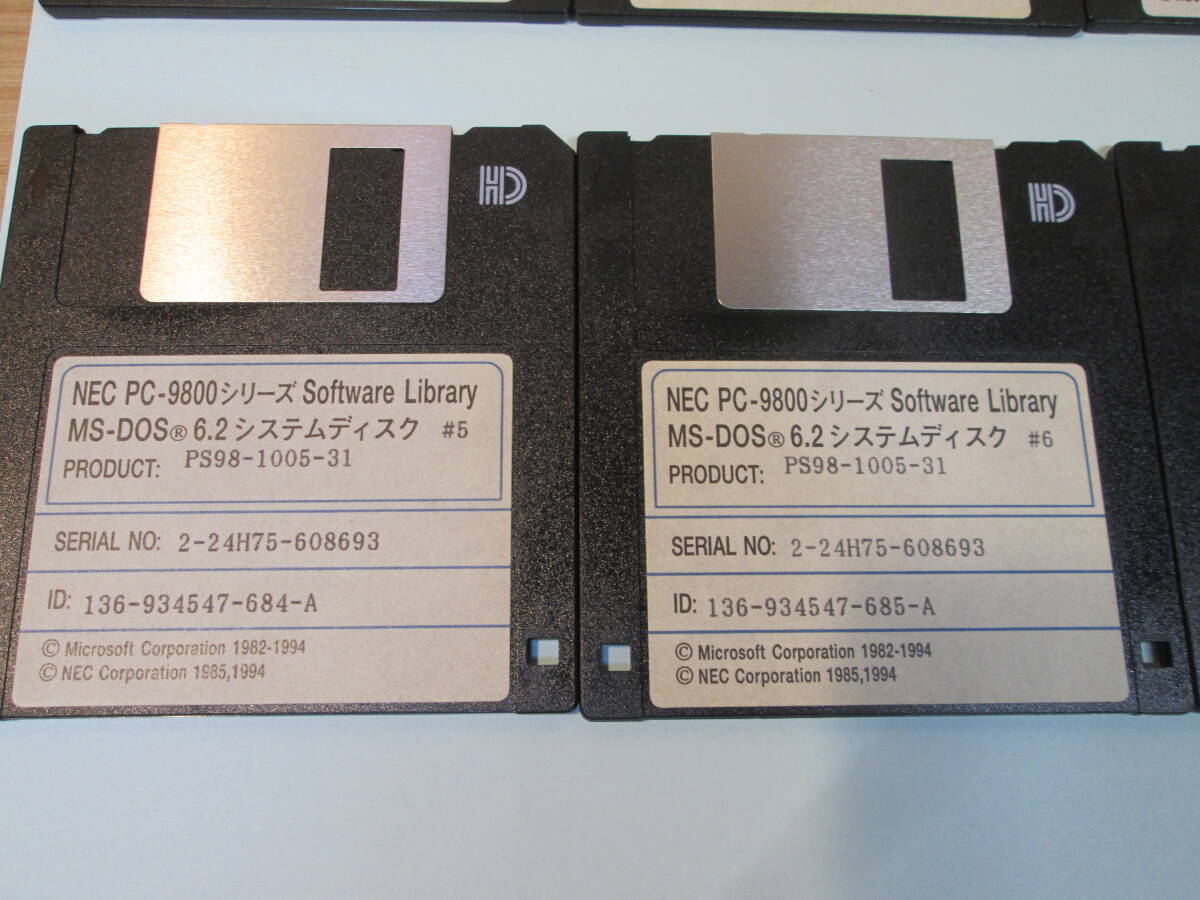 HD
NEC PC-9800シリーズ Software Library
MS-DOS® 6.2 システムディスク #5
PRODUCT: PS98-1005-31
SERIAL NO: 2-24H75-608693
ID: 136-934547-684-A
© Microsoft Corporation 1982-1994
© NEC Corporation 1985,1994
HD
NEC PC-9800シリーズ Software Library
MS-DOS® 6.2 システムディスク #6
PRODUCT: PS98-1005-31
SERIAL NO: 2-24H75-608693
ID: 136-934547-685-A
© Microsoft Corporation 1982-1994
© NEC Corporation 1985,1994